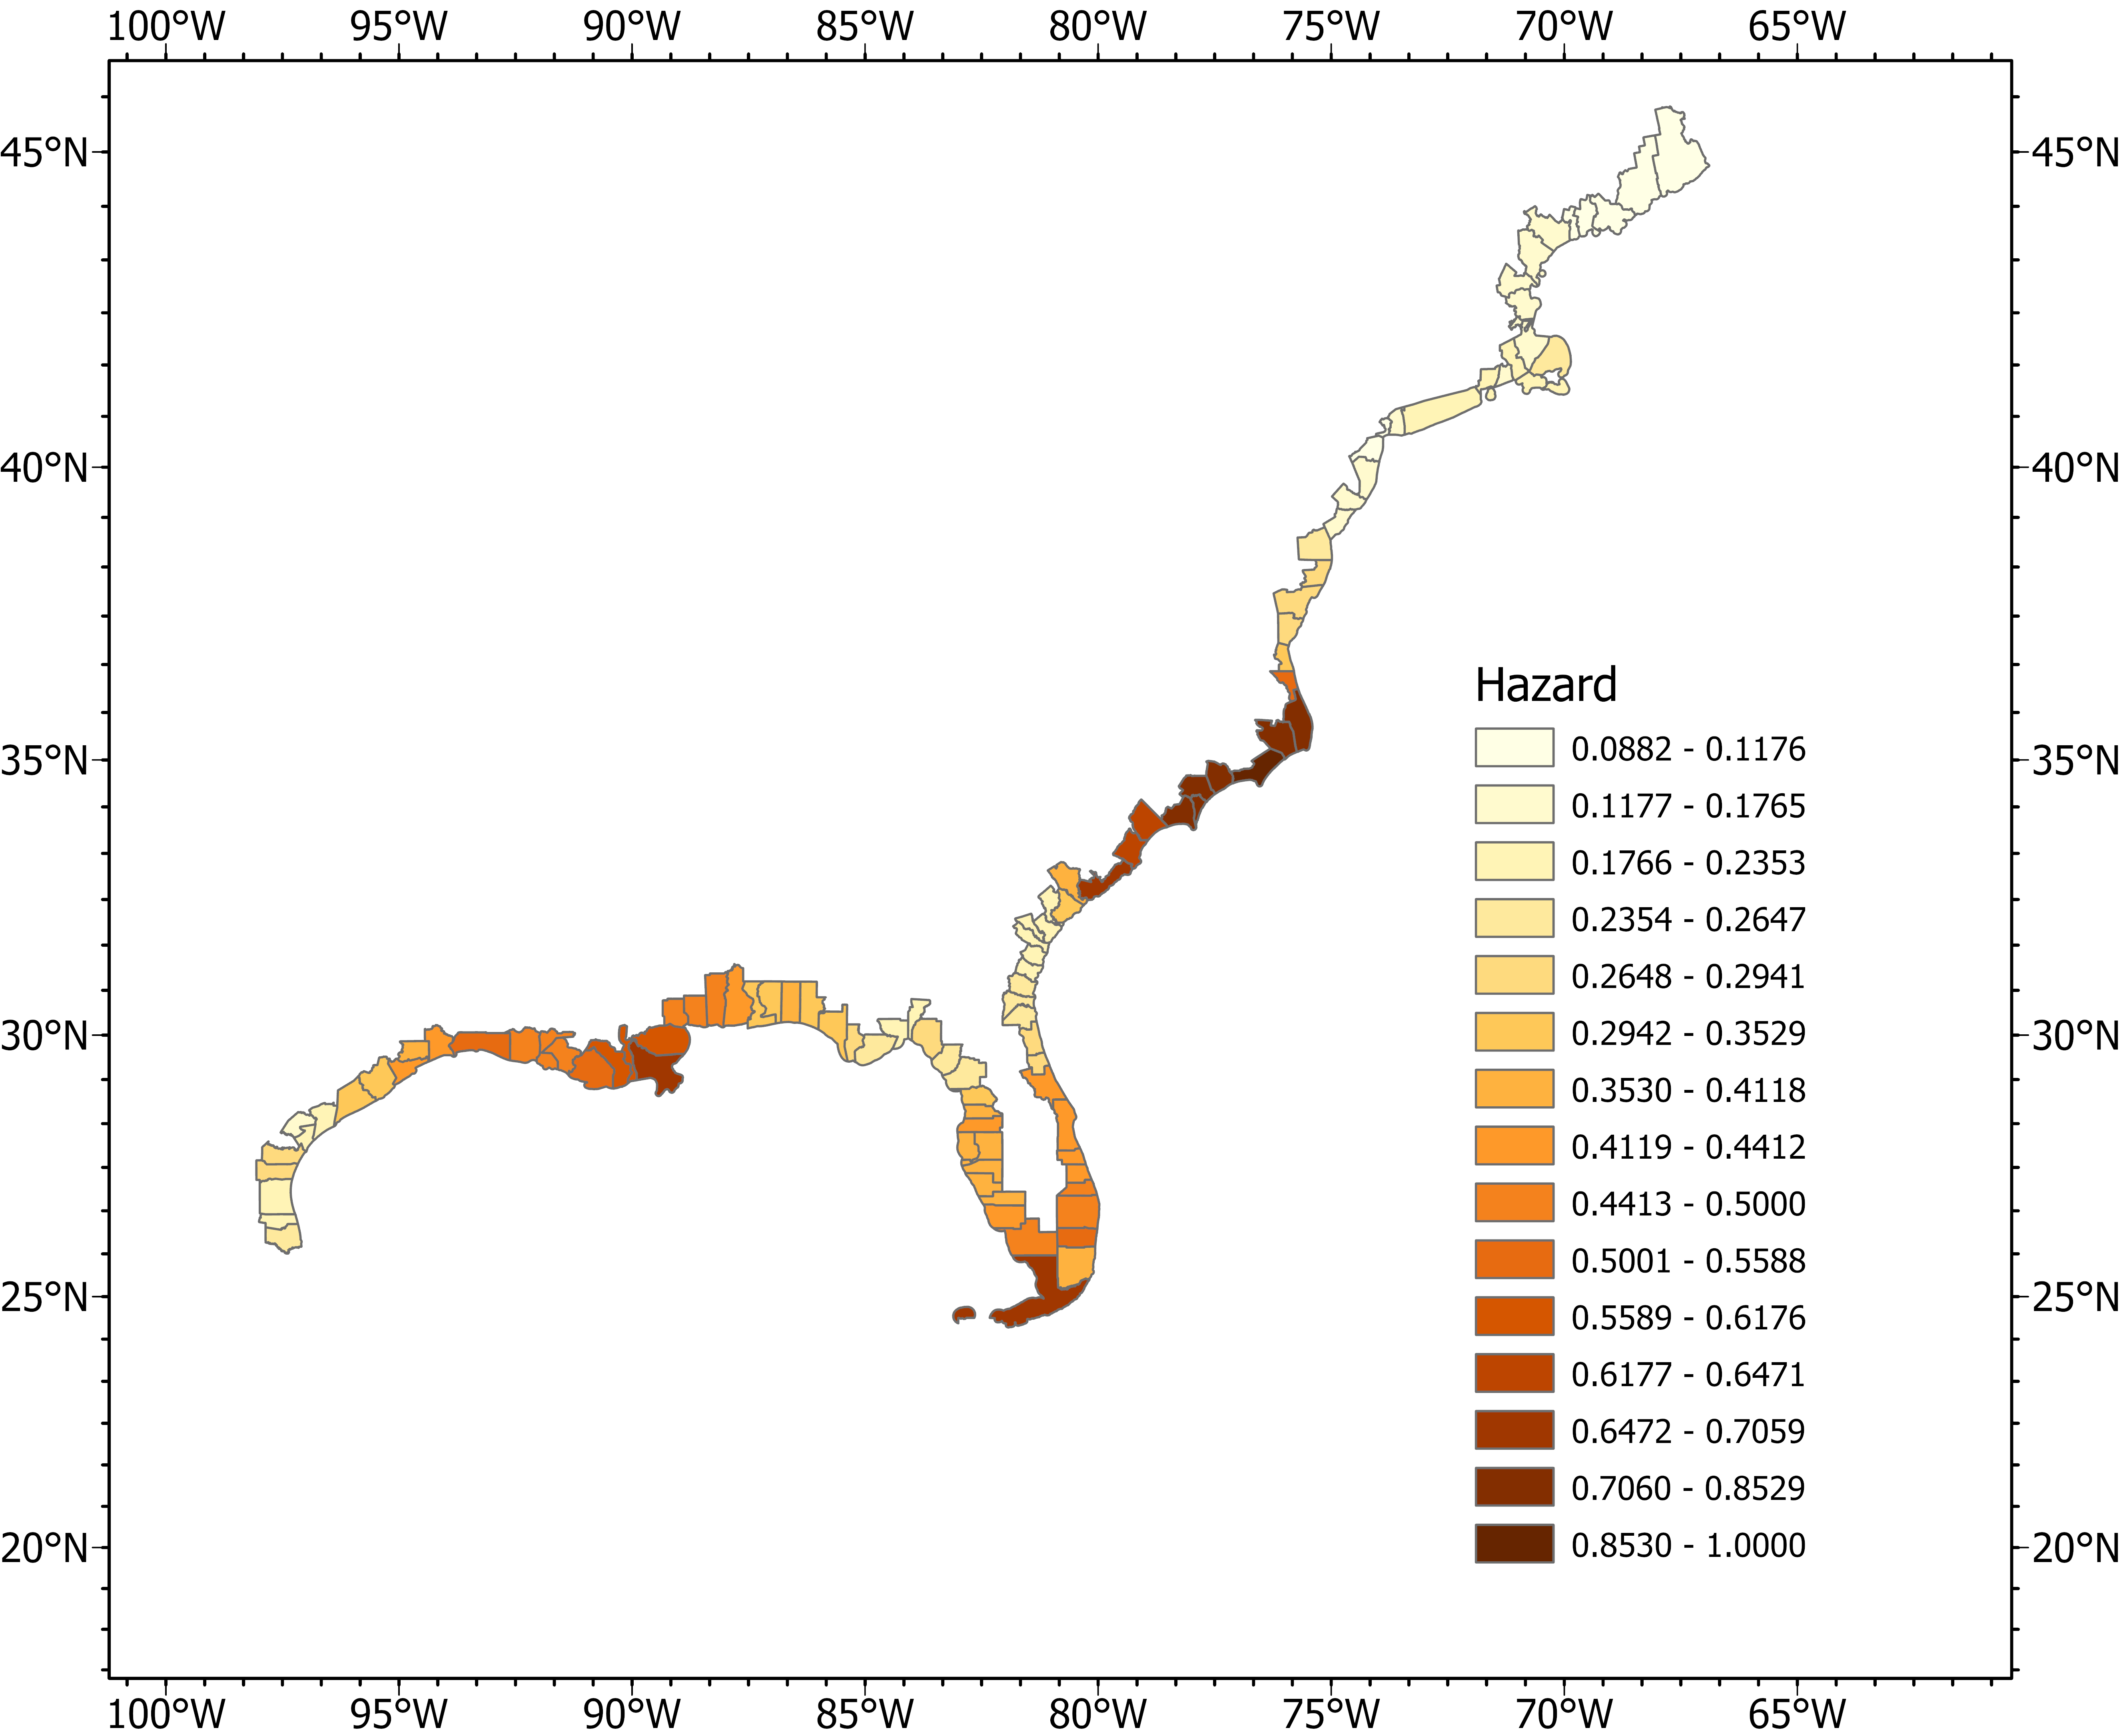 100°W 95°W 90°W 85°W 80°W 75°W 70°W 65°W
45°N 45°N
40°N 40°N
Hazard
0.0882 - 0.1176
35°N 35°N
0.1177 - 0.1765
0.1766 - 0.2353
0.2354 - 0.2647
0.2648 - 0.2941
30°N 30°N
0.2942 - 0.3529
0.3530 - 0.4118
0.4119 - 0.4412
0.4413 - 0.5000
0.5001 - 0.5588
25°N 25°N
0.5589 - 0.6176
0.6177 - 0.6471
0.6472 - 0.7059
0.7060 - 0.8529
20°N 0.8530 - 1.0000 20°N
100°W 95°W 90°W 85°W 80°W 75°W 70°W 65°W